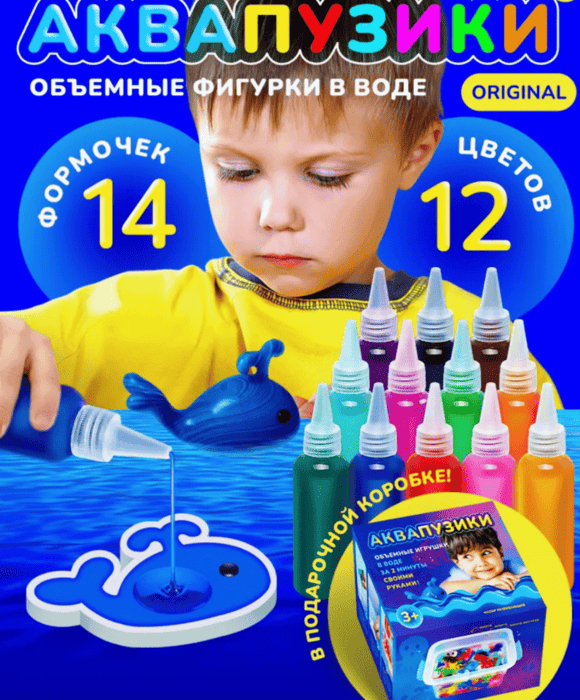 АКВАПУЗИКИ
ОБЪЕМНЫЕ ФИГУРКИ В ВОДЕ
ORIGINAL
ФОРМОЧЕК
14
ЦВЕТОВ
12
В ПОДАРОЧНОЙ КОРОБКЕ!
АКВАПУЗИКИ
ОБЪЕМНЫЕ ИГРУШКИ
В ВОДЕ
ЗА 2 МИНУТЫ
СВОИМИ
РУКАМИ!
3+